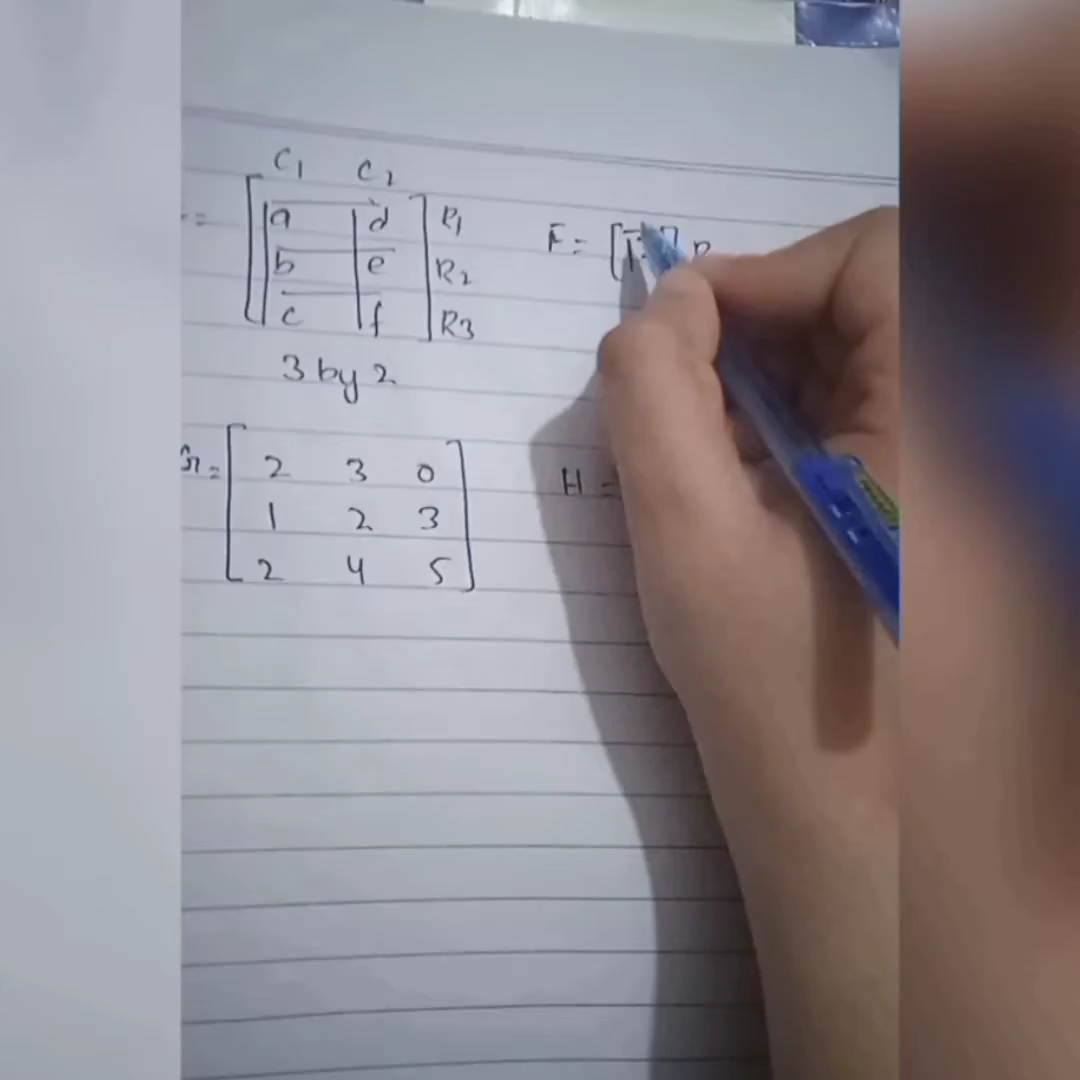 C1 C2
= [a d] R1
[b e] R2
[c f] R3
3 by 2
F = [
= [2 3 0]
[1 2 3]
[2 4 5]
H =